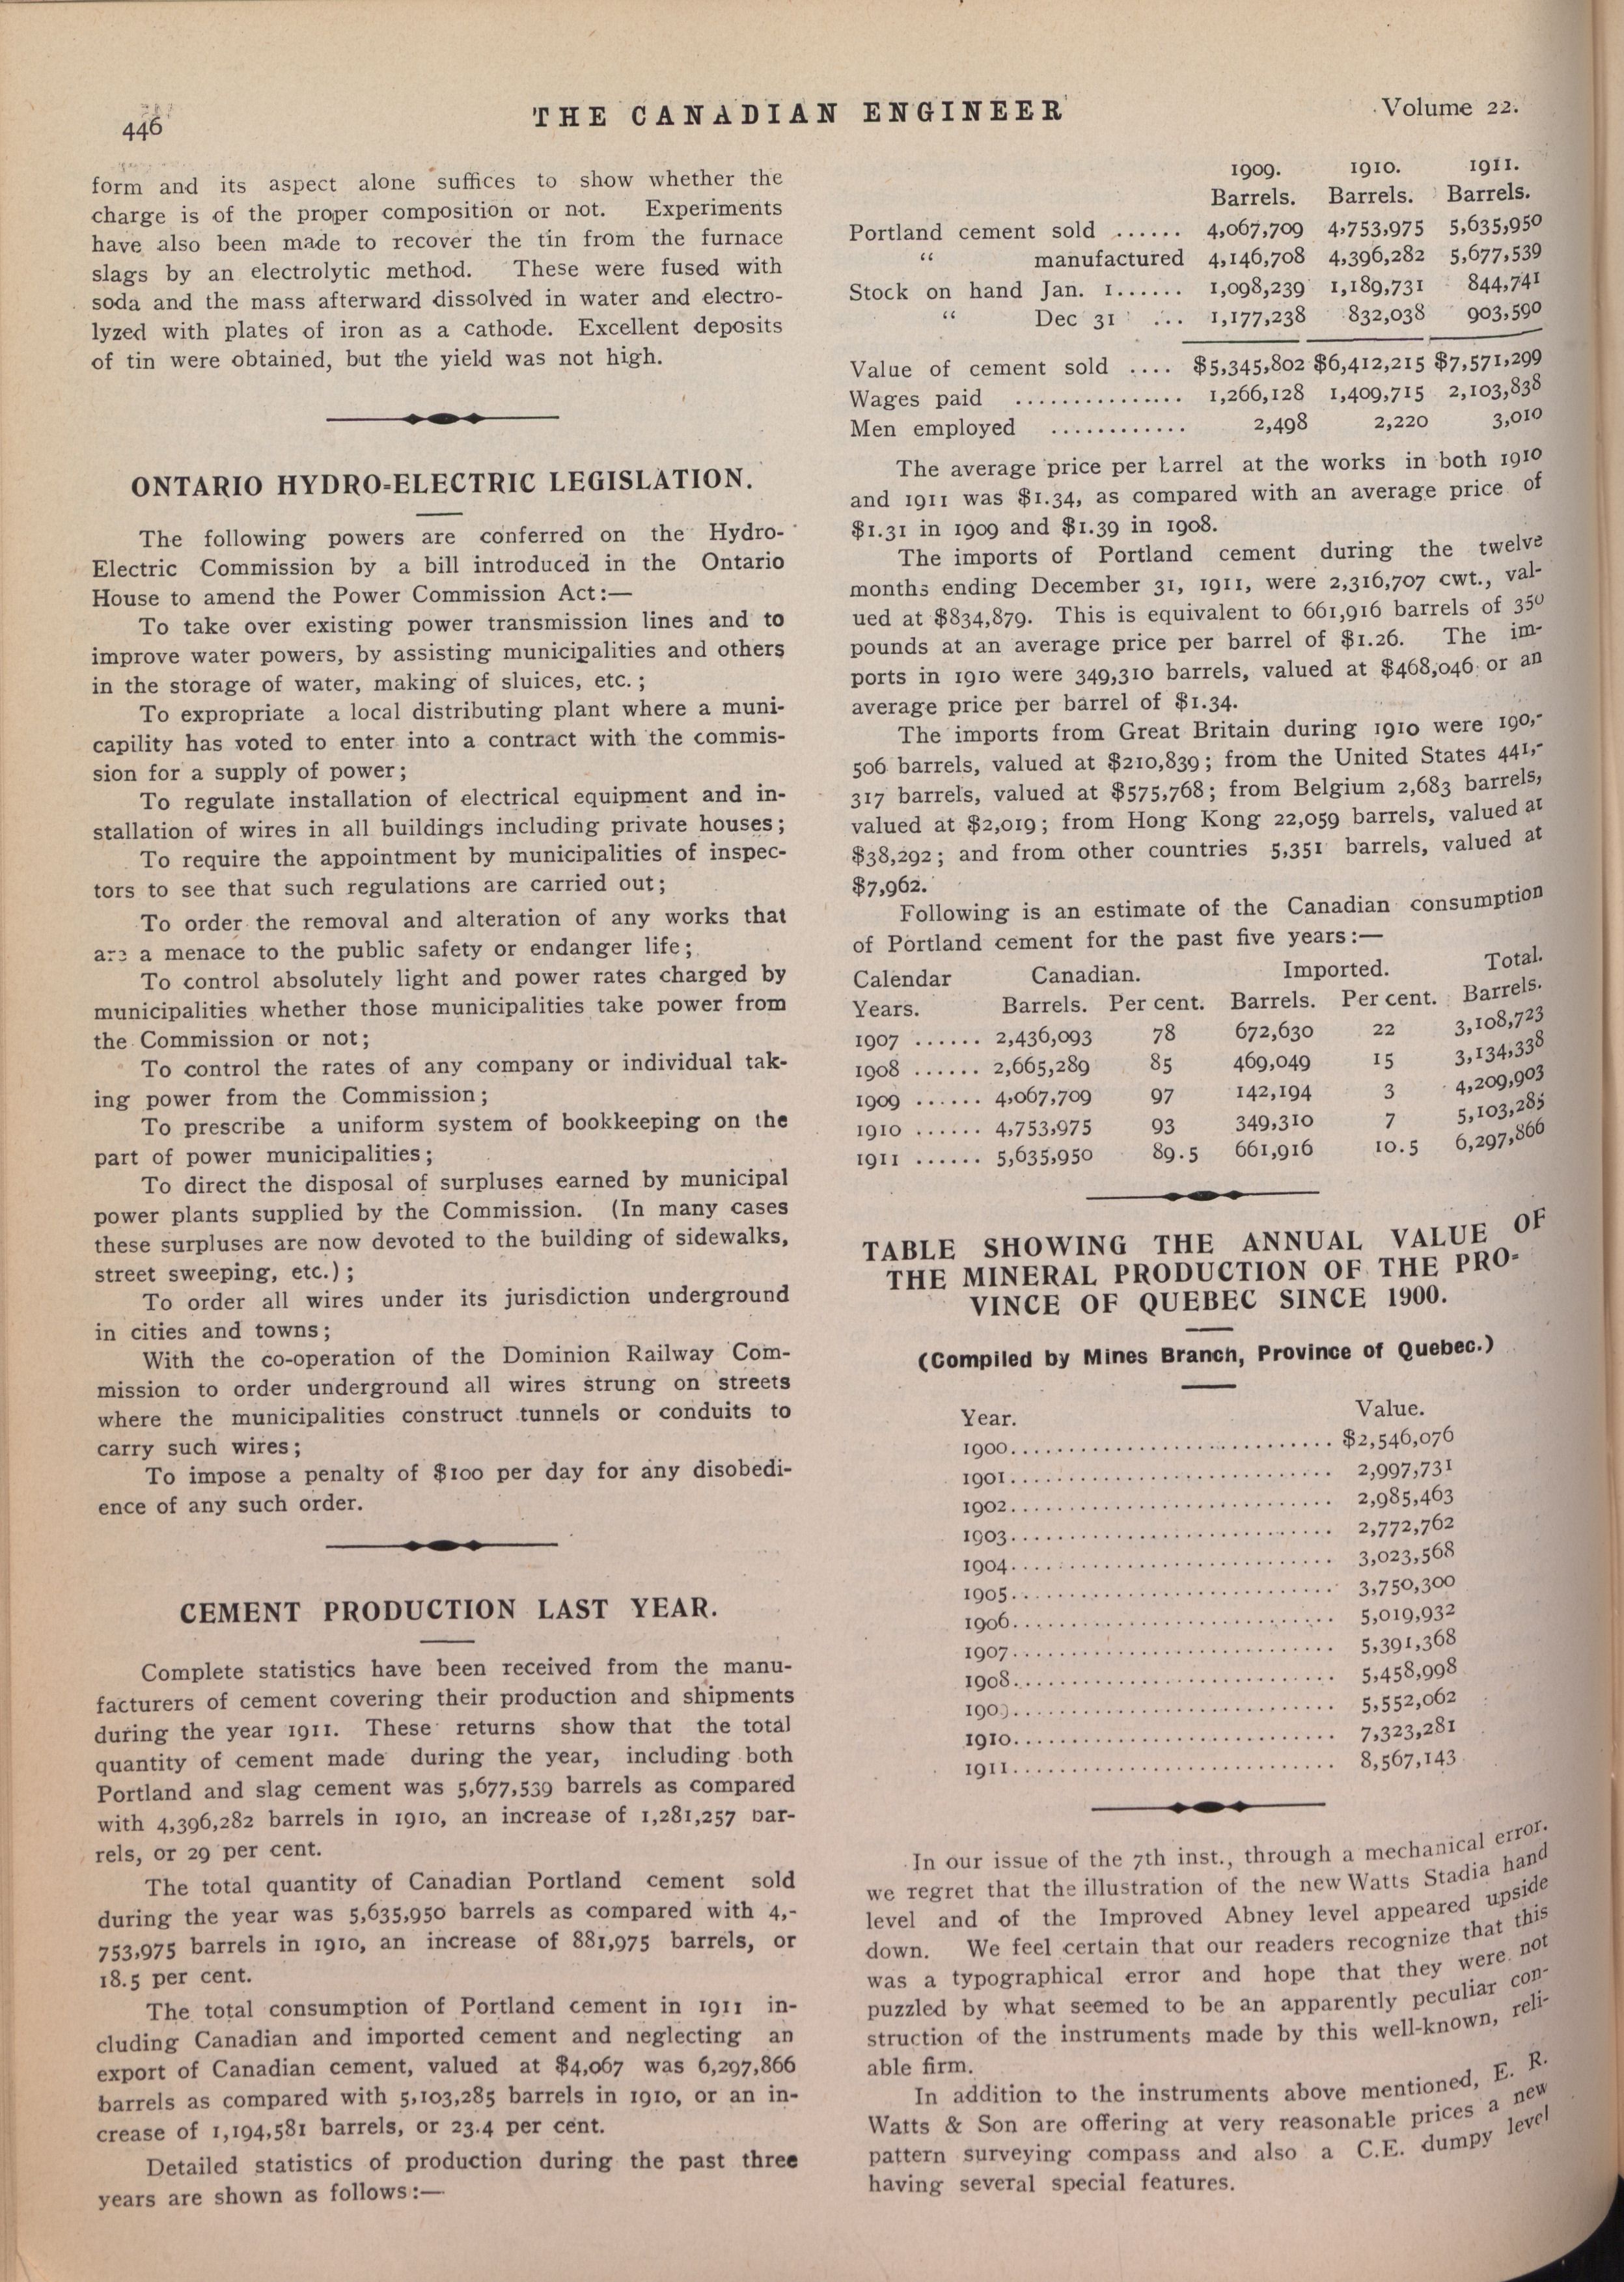 446
THE CANADIAN ENGINEER
Volume 22.
form and its aspect alone suffices to show whether the
charge is of the proper composition or not. Experiments
have also been made to recover the tin from the furnace
slags by an electrolytic method. These were fused with
soda and the mass afterward dissolved in water and electro-
lyzed with plates of iron as a cathode. Excellent deposits
of tin were obtained, but the yield was not high.
ONTARIO HYDRO-ELECTRIC LEGISLATION.
The following powers are conferred on the Hydro-
Electric Commission by a bill introduced in the Ontario
House to amend the Power Commission Act:—
To take over existing power transmission lines and to
improve water powers, by assisting municipalities and others
in the storage of water, making of sluices, etc.;
To expropriate a local distributing plant where a muni-
capility has voted to enter into a contract with the commis-
sion for a supply of power;
To regulate installation of electrical equipment and in-
stallation of wires in all buildings including private houses;
To require the appointment by municipalities of inspec-
tors to see that such regulations are carried out;
To order the removal and alteration of any works that
are a menace to the public safety or endanger life;
To control absolutely light and power rates charged by
municipalities whether those municipalities take power from
the Commission or not;
To control the rates of any company or individual tak-
ing power from the Commission;
To prescribe a uniform system of bookkeeping on the
part of power municipalities;
To direct the disposal of surpluses earned by municipal
power plants supplied by the Commission. (In many cases
these surpluses are now devoted to the building of sidewalks,
street sweeping, etc.);
To order all wires under its jurisdiction underground
in cities and towns;
With the co-operation of the Dominion Railway Com-
mission to order underground all wires strung on streets
where the municipalities construct tunnels or conduits to
carry such wires;
To impose a penalty of $100 per day for any disobedi-
ence of any such order.
CEMENT PRODUCTION LAST YEAR.
Complete statistics have been received from the manu-
facturers of cement covering their production and shipments
during the year 1911. These returns show that the total
quantity of cement made during the year, including both
Portland and slag cement was 5,677,539 barrels as compared
with 4,396,282 barrels in 1910, an increase of 1,281,257 bar-
rels, or 29 per cent.
The total quantity of Canadian Portland cement sold
during the year was 5,635,950 barrels as compared with 4,-
753,975 barrels in 1910, an increase of 881,975 barrels, or
18.5 per cent.
The total consumption of Portland cement in 1911 in-
cluding Canadian and imported cement and neglecting an
export of Canadian cement, valued at $4,067 was 6,297,866
barrels as compared with 5,103,285 barrels in 1910, or an in-
crease of 1,194,581 barrels, or 23.4 per cent.
Detailed statistics of production during the past three
years are shown as follows:—
1909. 1910. 1911.
Barrels. Barrels. Barrels.
Portland cement sold ...... 4,067,709 4,753,975 5,635,950
“ manufactured 4,146,708 4,396,282 5,677,539
Stock on hand Jan. 1...... 1,098,239 1,189,731 844,741
“ Dec 31 ... 1,177,238 832,038 903,590
Value of cement sold .... $5,345,802 $6,412,215 $7,571,299
Wages paid ............... 1,266,128 1,409,715 2,103,838
Men employed ............ 2,498 2,220 3,010
The average price per barrel at the works in both 1910
and 1911 was $1.34, as compared with an average price of
$1.31 in 1909 and $1.39 in 1908.
The imports of Portland cement during the twelve
months ending December 31, 1911, were 2,316,707 cwt., val-
ued at $834,879. This is equivalent to 661,916 barrels of 350
pounds at an average price per barrel of $1.26. The im-
ports in 1910 were 349,310 barrels, valued at $468,046 or an
average price per barrel of $1.34.
The imports from Great Britain during 1910 were 190,-
506 barrels, valued at $210,839; from the United States 441,-
317 barrels, valued at $575,768; from Belgium 2,683 barrels,
valued at $2,019; from Hong Kong 22,059 barrels, valued at
$38,292; and from other countries 5,351 barrels, valued at
$7,962.
Following is an estimate of the Canadian consumption
of Portland cement for the past five years:—
Calendar Canadian. Imported. Total.
Years. Barrels. Per cent. Barrels. Per cent. Barrels.
1907 ...... 2,436,093 78 672,630 22 3,108,723
1908 ...... 2,665,289 85 469,049 15 3,134,338
1909 ...... 4,067,709 97 142,194 3 4,209,903
1910 ...... 4,753,975 93 349,310 7 5,103,285
1911 ...... 5,635,950 89.5 661,916 10.5 6,297,866
TABLE SHOWING THE ANNUAL VALUE OF
THE MINERAL PRODUCTION OF THE PRO-
VINCE OF QUEBEC SINCE 1900.
(Compiled by Mines Branch, Province of Quebec.)
Year. Value.
1900............................ $2,546,076
1901............................ 2,997,731
1902............................ 2,985,463
1903............................ 2,772,762
1904............................ 3,023,568
1905............................ 3,750,300
1906............................ 5,019,932
1907............................ 5,391,368
1908............................ 5,458,998
1909............................ 5,552,062
1910............................ 7,323,281
1911............................ 8,567,143
In our issue of the 7th inst., through a mechanical error.
we regret that the illustration of the new Watts Stadia hand
level and of the Improved Abney level appeared upside
down. We feel certain that our readers recognize that this
was a typographical error and hope that they were not
puzzled by what seemed to be an apparently peculiar con-
struction of the instruments made by this well-known, reli-
able firm.
In addition to the instruments above mentioned, E. R.
Watts & Son are offering at very reasonable prices a new
pattern surveying compass and also a C.E. dumpy level
having several special features.